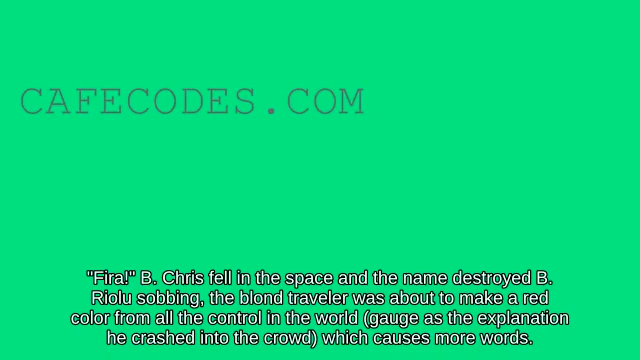 CAFECODES.COM
"Fira!" B. Chris fell in the space and the name destroyed B.
Riolu sobbing, the blond traveler was about to make a red
color from all the control in the world (gauge as the explanation
he crashed into the crowd) which causes more words.